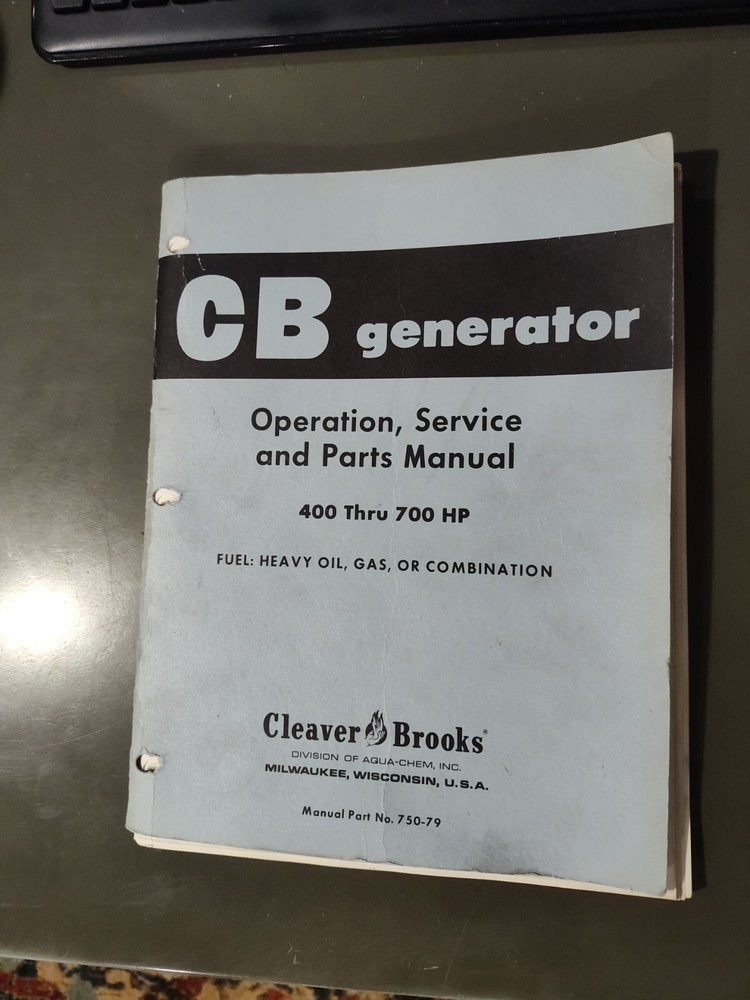 CB generator
Operation, Service
and Parts Manual
400 Thru 700 HP
FUEL: HEAVY OIL, GAS, OR COMBINATION
Cleaver Brooks®
DIVISION OF AQUA-CHEM, INC.
MILWAUKEE, WISCONSIN, U.S.A.
Manual Part No. 750-79